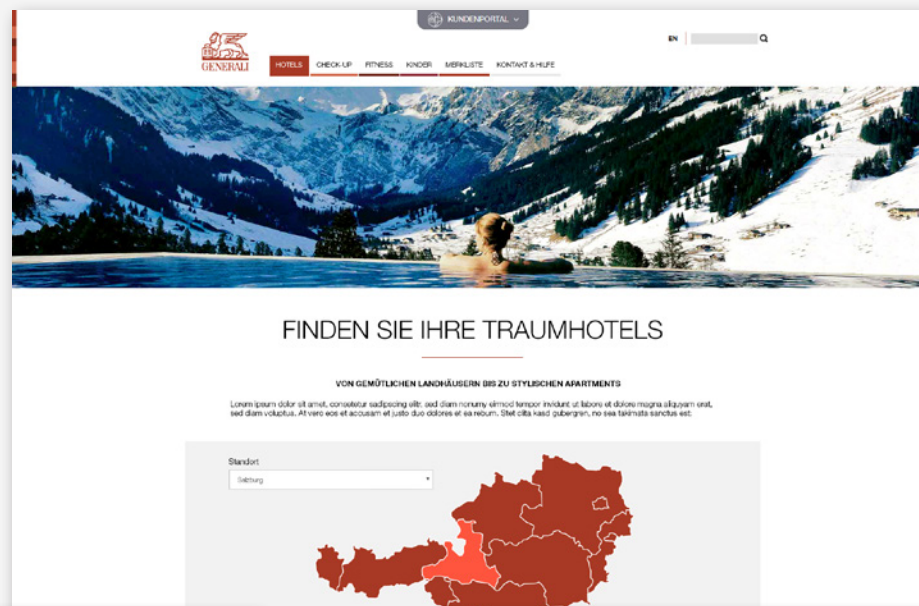 KUNDENPORTAL
EN
GENERALI
HOTELS CHECK-UP FITNESS KINDER MERKLISTE KONTAKT & HILFE
FINDEN SIE IHRE TRAUMHOTELS
VON GEMÜTLICHEN LANDHÄUSERN BIS ZU STYLISCHEN APARTMENTS
Lorem ipsum dolor sit amet, consetetur sadipscing elitr, sed diam nonumy eirmod tempor invidunt ut labore et dolore magna aliquyam erat,
sed diam voluptua. At vero eos et accusam et justo duo dolores et ea rebum. Stet clita kasd gubergren, no sea takimata sanctus est.
Standort
Salzburg